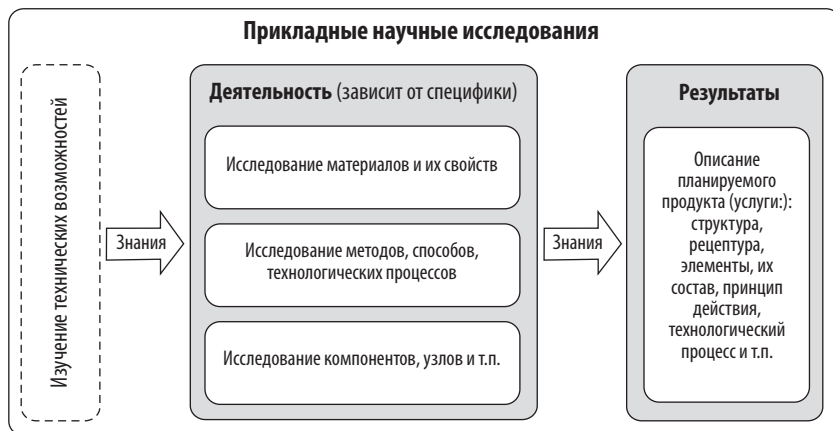 Прикладные научные исследования
Изучение технических возможностей
Знания
Деятельность (зависит от специфики)
Исследование материалов и их свойств
Исследование методов, способов,
технологических процессов
Исследование компонентов, узлов и т.п.
Знания
Результаты
Описание
планируемого
продукта (услуги:):
структура,
рецептура,
элементы, их
состав, принцип
действия,
технологический
процесс и т.п.